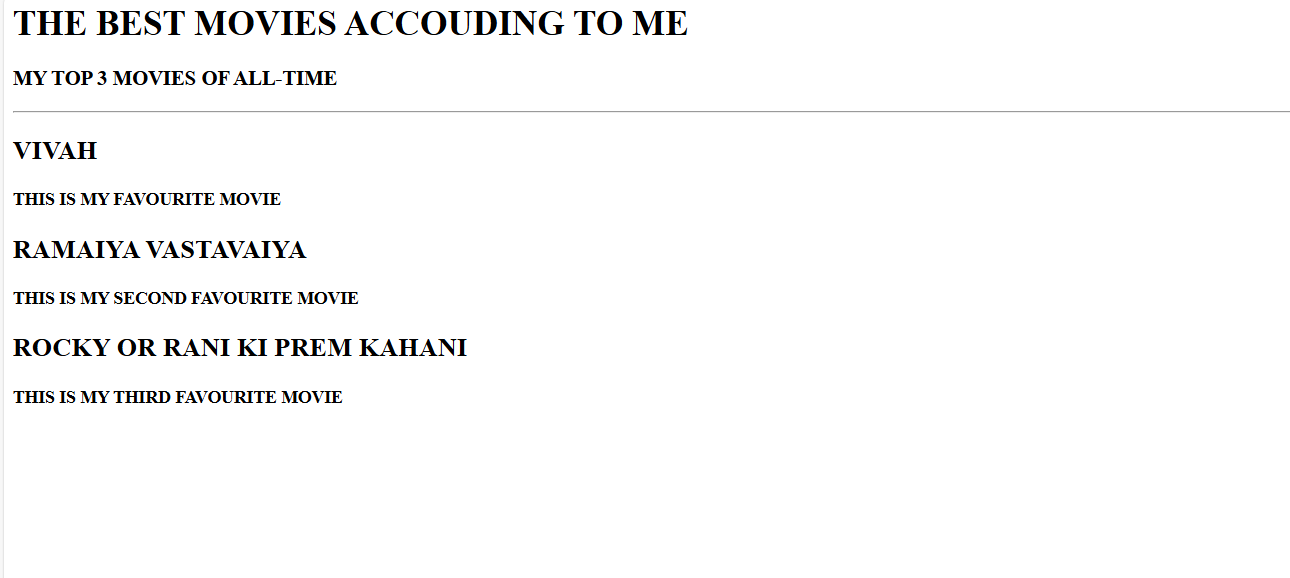 THE BEST MOVIES ACCOUDING TO ME
MY TOP 3 MOVIES OF ALL-TIME
VIVAH
THIS IS MY FAVOURITE MOVIE
RAMAIYA VASTAVAIYA
THIS IS MY SECOND FAVOURITE MOVIE
ROCKY OR RANI KI PREM KAHANI
THIS IS MY THIRD FAVOURITE MOVIE